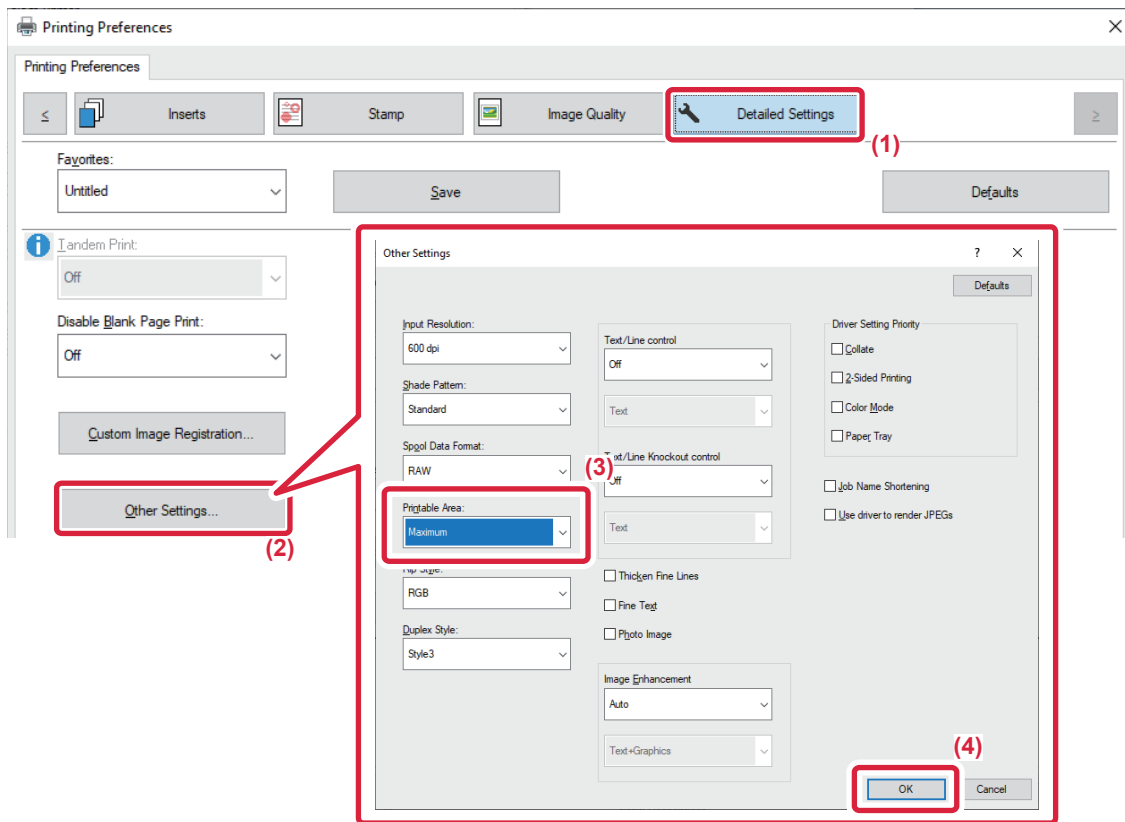 Printing Preferences
Printing Preferences
≤
Inserts
Stamp
Image Quality
Detailed Settings
≥
(1)
Favorites:
Untitled
Save
Defaults
Tandem Print:
Off
Disable Blank Page Print:
Off
Custom Image Registration...
Other Settings...
(2)
Other Settings
?
Defaults
Input Resolution:
600 dpi
Shade Pattern:
Standard
Spool Data Format:
RAW
(3)
Printable Area:
Maximum
Rip Style:
RGB
Duplex Style:
Style3
Text/Line control
Off
Text
Text/Line Knockout control
Off
Text
Thicken Fine Lines
Fine Text
Photo Image
Image Enhancement
Auto
Text+Graphics
Driver Setting Priority
Collate
2-Sided Printing
Color Mode
Paper Tray
Job Name Shortening
Use driver to render JPEGs
(4)
OK
Cancel